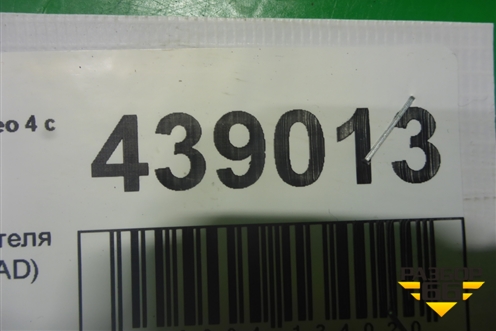 ео 4 с
439013
теля
AD)